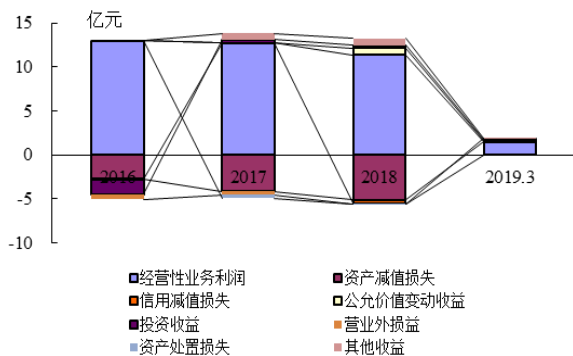 亿元
15
10
5
0
-5
-10
2016
2017
2018
2019.3
经营性业务利润
资产减值损失
信用减值损失
公允价值变动收益
投资收益
营业外损益
资产处置损失
其他收益